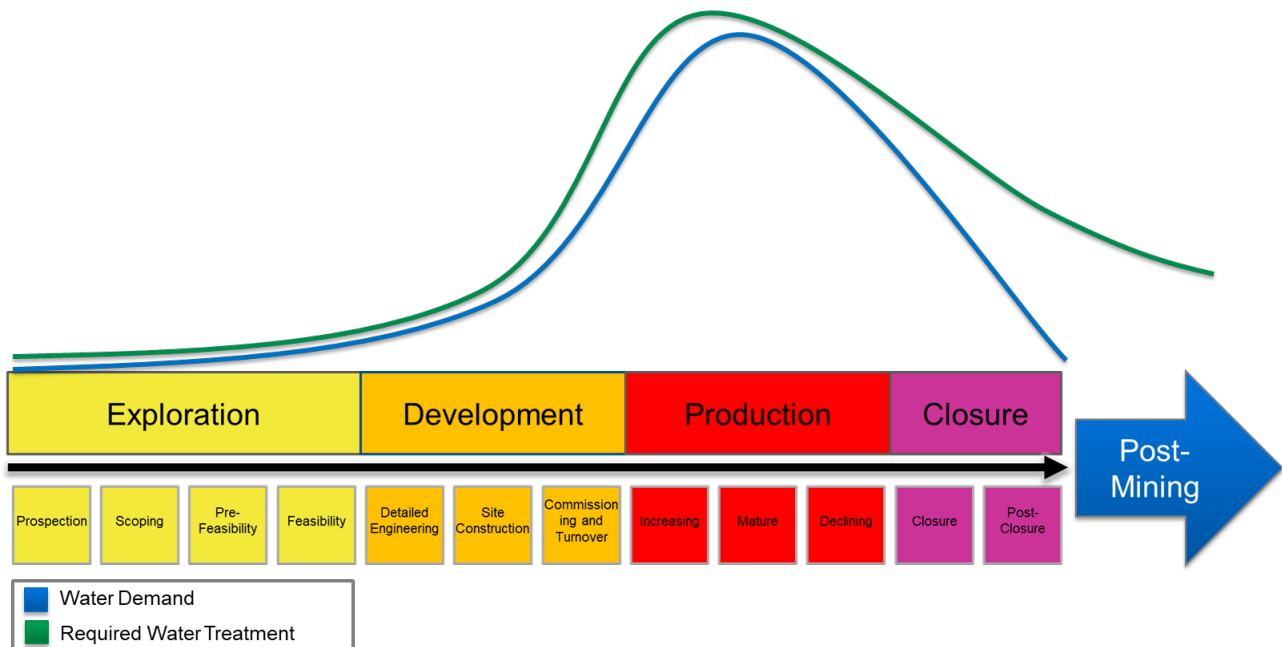 Exploration
Development
Production
Closure
Post-
Mining
Prospection
Scoping
Pre-
Feasibility
Feasibility
Detailed
Engineering
Site
Construction
Commission
ing and
Turnover
Increasing
Mature
Declining
Closure
Post-
Closure
Water Demand
Required Water Treatment